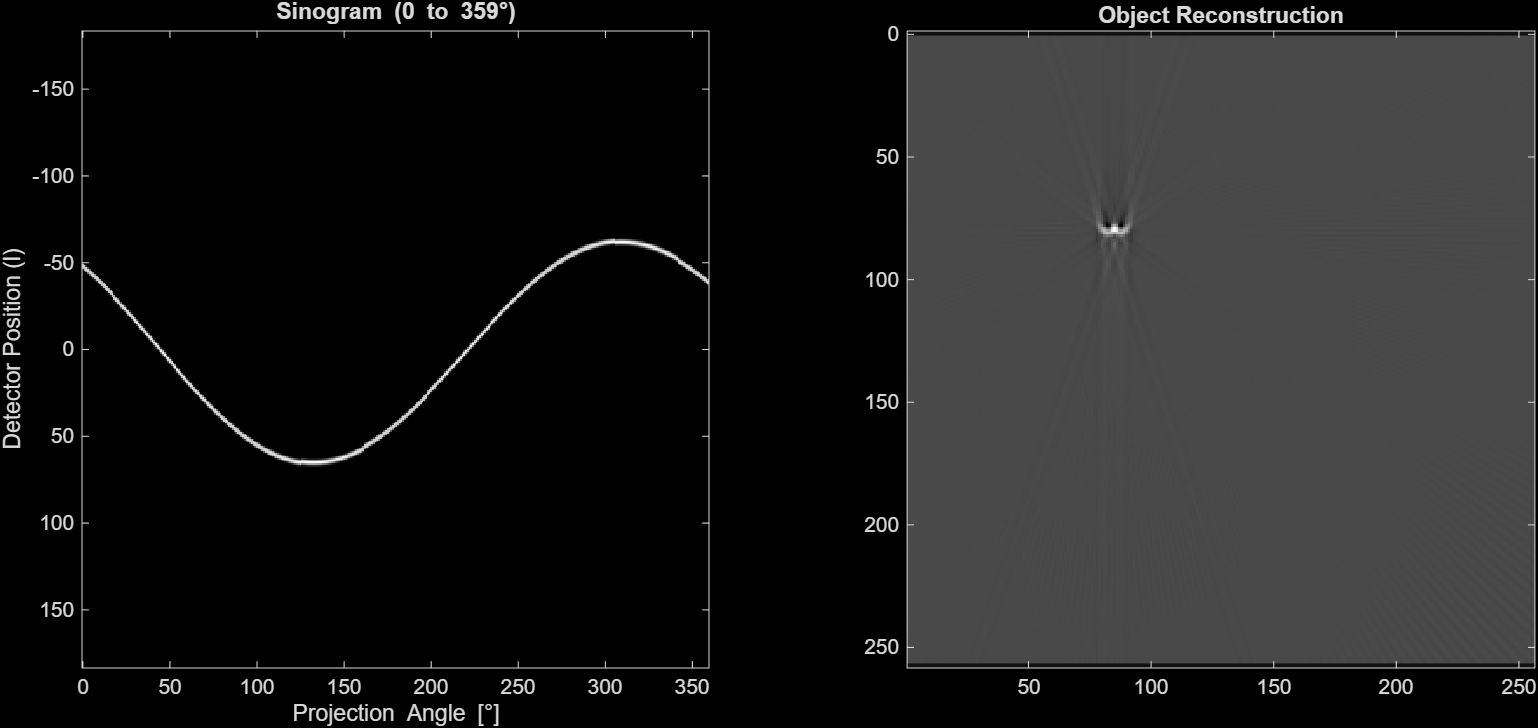 Sinogram (0 to 359°)
-150
-100
-50
0
50
100
150
Detector Position (l)
0 50 100 150 200 250 300 350
Projection Angle [°]
Object Reconstruction
0
50
100
150
200
250
50 100 150 200 250